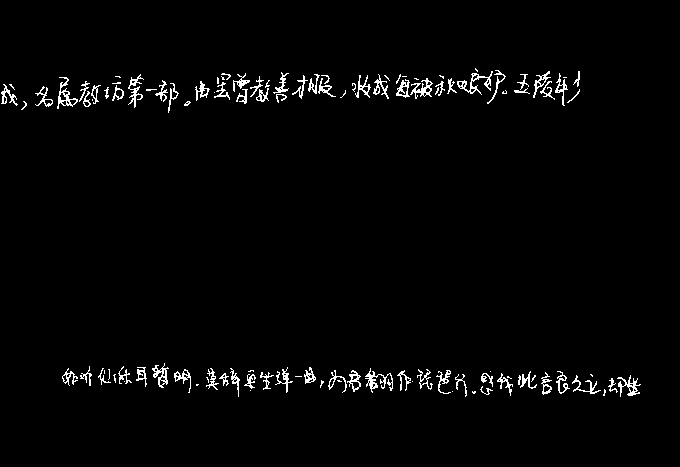 成，名属教坊第一部。曲罢曾教善才服，妆成每被秋娘妒。五陵年少
如听仙乐耳暂明。莫辞更坐弹一曲，为君翻作琵琶行。感我此言良久立，却坐